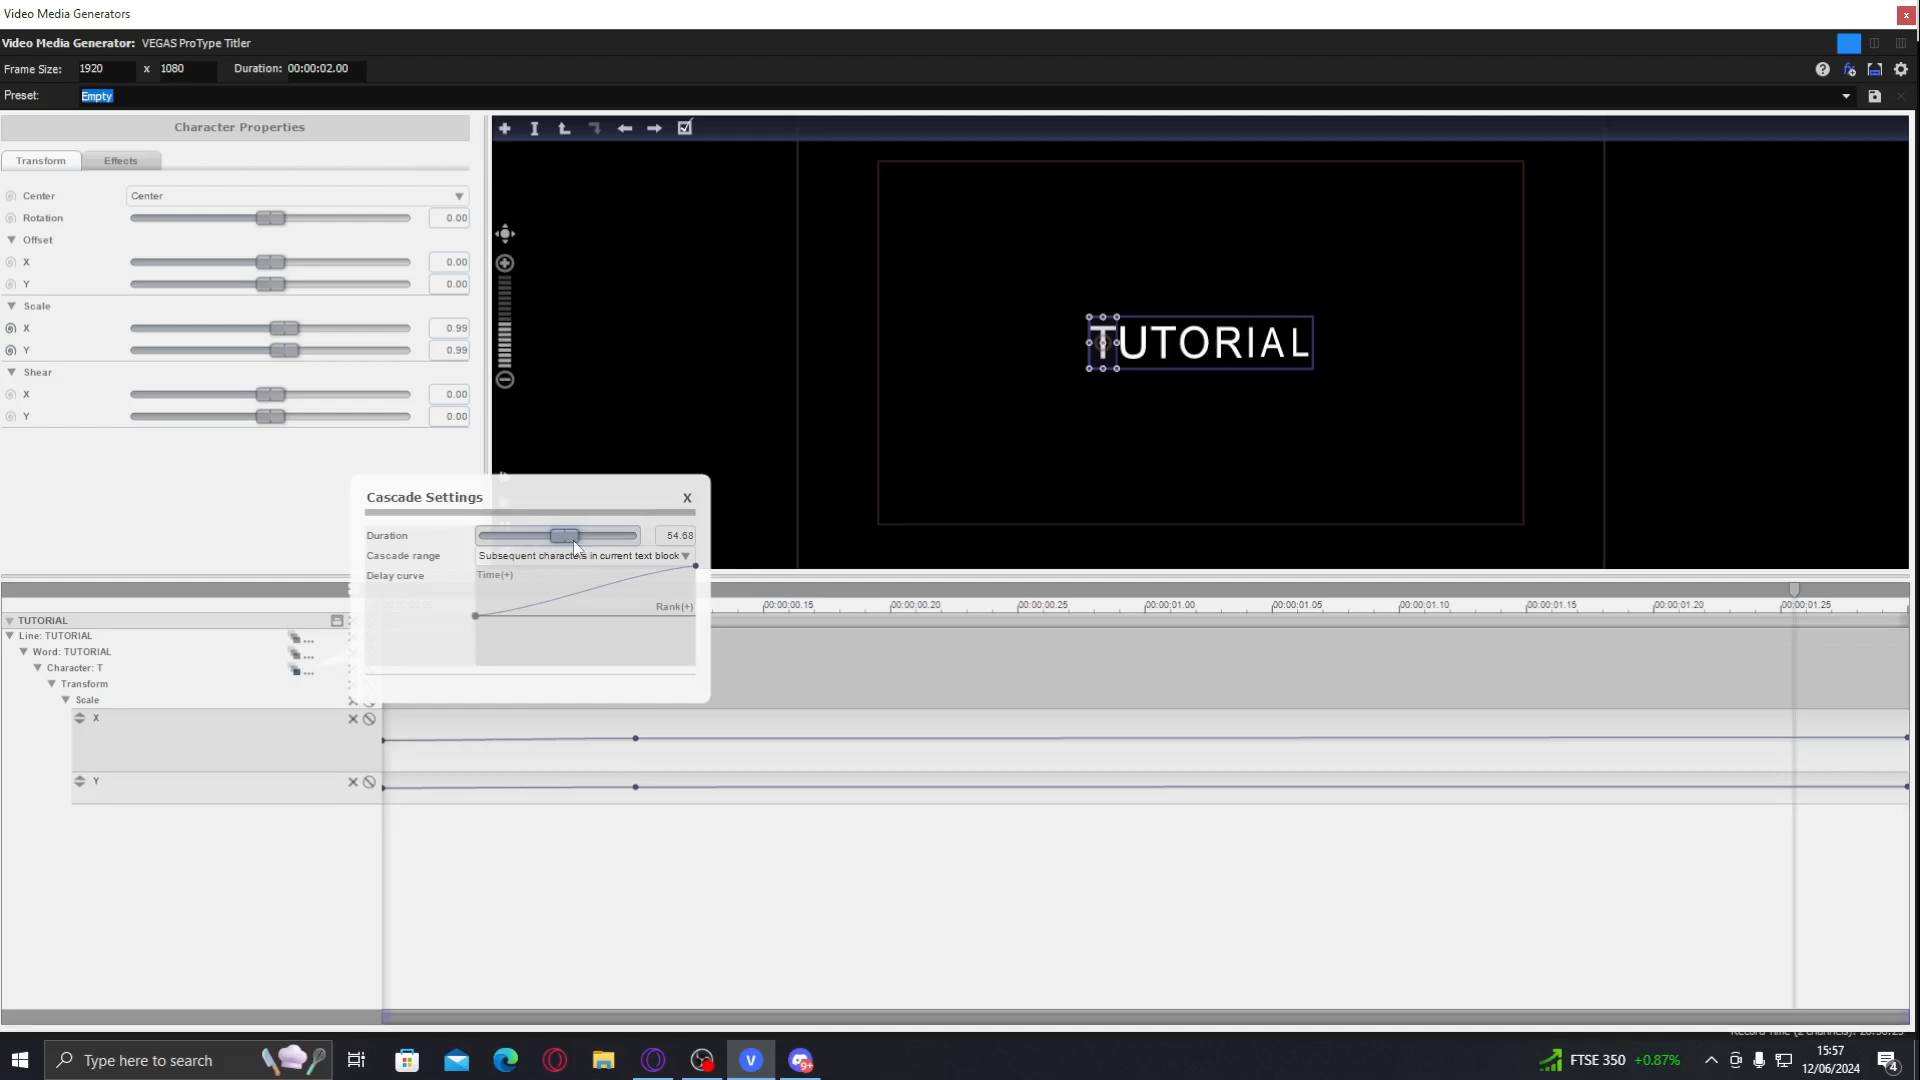 Video Media Generators
x
Video Media Generator: VEGAS ProType Titler
Frame Size: 1920 x 1080 Duration: 00:00:02.00
Preset: Empty
Character Properties
Transform Effects
Center Center
Rotation 0.00
Offset
X 0.00
Y 0.00
Scale
X 0.99
Y 0.99
Shear
X 0.00
Y 0.00
TUTORIAL
Cascade Settings X
Duration 54.68
Cascade range Subsequent characters in current text block
Delay curve Time(+)
Rank(+)
00:00:00.15 00:00:00.20 00:00:00.25 00:00:01.00 00:00:01.05 00:00:01.10 00:00:01.15 00:00:01.20 00:00:01.25
TUTORIAL
Line: TUTORIAL
Word: TUTORIAL
Character: T
Transform
Scale
X
Y
Type here to search
9+
FTSE 350 +0.87%
15:57
12/06/2024
4